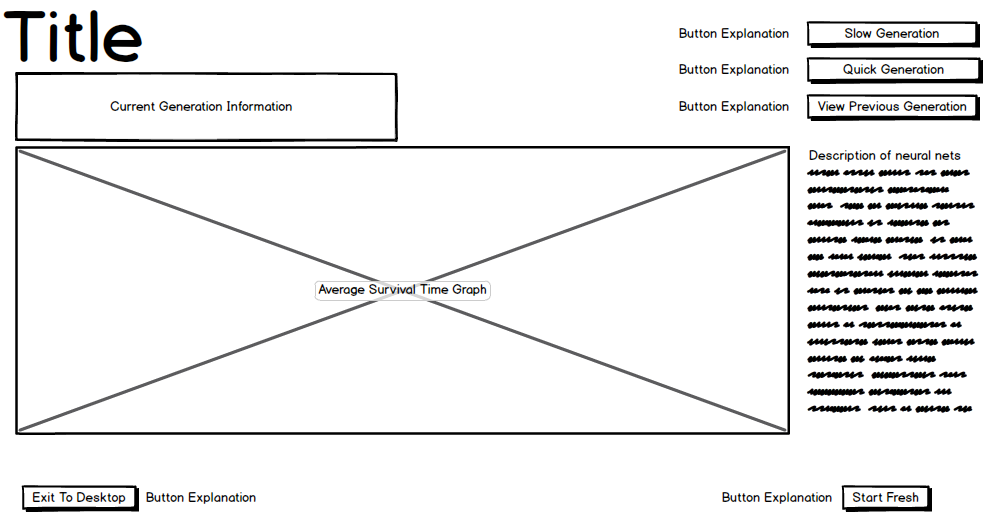 Title
Button Explanation
Slow Generation
Button Explanation
Quick Generation
Current Generation Information
Button Explanation
View Previous Generation
Description of neural nets
Average Survival Time Graph
Exit To Desktop
Button Explanation
Button Explanation
Start Fresh